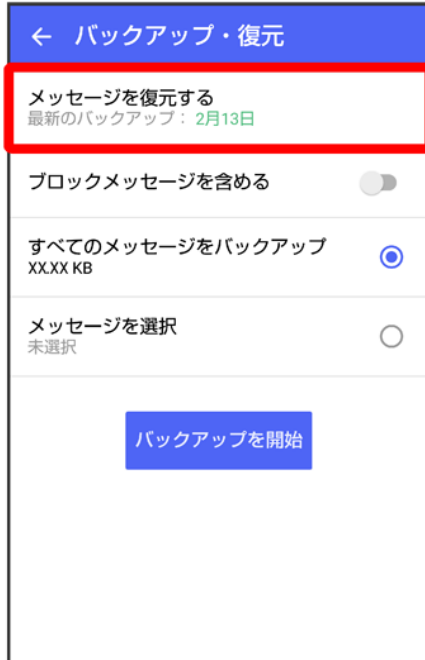 ← バックアップ・復元
メッセージを復元する
最新のバックアップ： 2月13日
ブロックメッセージを含める
すべてのメッセージをバックアップ
XX.XX KB
メッセージを選択
未選択
バックアップを開始